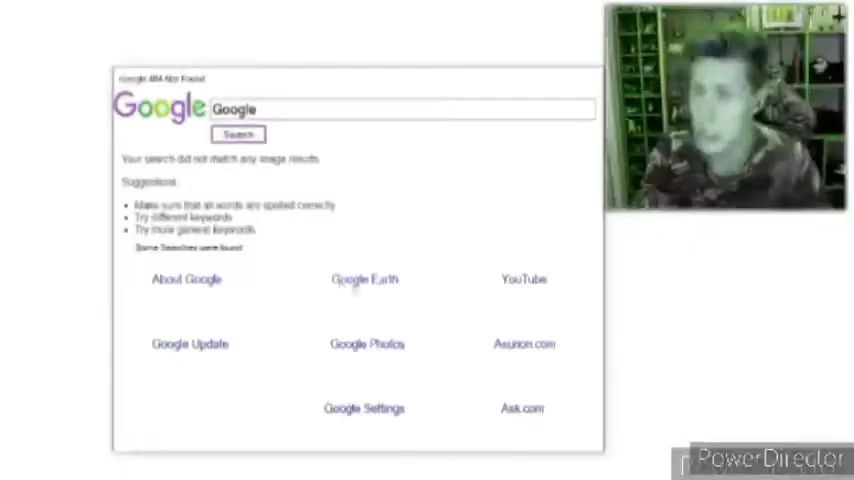 Google 404 Not Found
Google Google
Search
Your search did not match any image results.
Suggestions:
Make sure that all words are spelled correctly
Try different keywords
Try more general keywords
Some Searches were found
About Google Google Earth YouTube
Google Update Google Photos Asurion.com
Google Settings Ask.com
PowerDirector